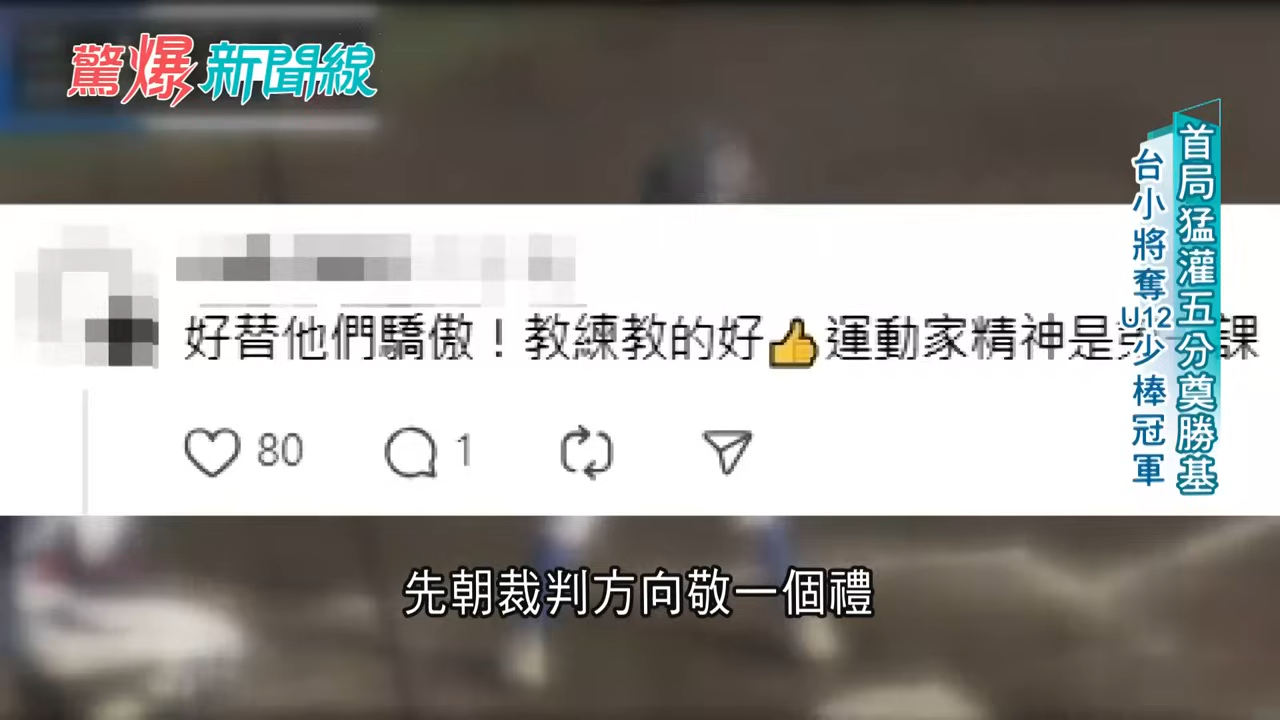 驚爆新聞線
首局猛灌五分奠勝基
台小將奪U12少棒冠軍
好替他們驕傲！教練教的好👍運動家精神是 課
80
1
先朝裁判方向敬一個禮